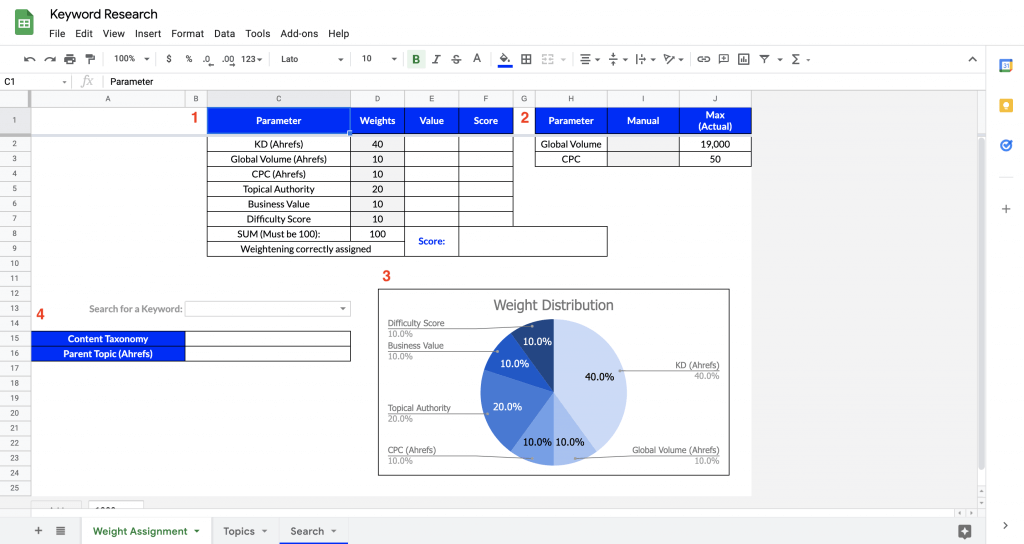 Keyword Research
File Edit View Insert Format Data Tools Add-ons Help
100% $ % .0 .00 123 Lato 10 B I S A
C1 fx Parameter
A B C D E F G H I J
1 1 Parameter Weights Value Score 2 Parameter Manual Max (Actual)
2 KD (Ahrefs) 40 Global Volume 19,000
3 Global Volume (Ahrefs) 10 CPC 50
4 CPC (Ahrefs) 10
5 Topical Authority 20
6 Business Value 10
7 Difficulty Score 10
8 SUM (Must be 100): 100
Score:
9 Weightening correctly assigned
10
11 3
12
13 Search for a Keyword:
4
14
15 Content Taxonomy
16 Parent Topic (Ahrefs)
17
18
19
20
21
22
23
24
25
Weight Distribution
Difficulty Score
10.0%
10.0%
Business Value
10.0%
10.0%
KD (Ahrefs)
40.0%
40.0%
Topical Authority
20.0%
20.0%
10.0% 10.0%
CPC (Ahrefs)
10.0%
Global Volume (Ahrefs)
10.0%
Weight Assignment Topics Search
31